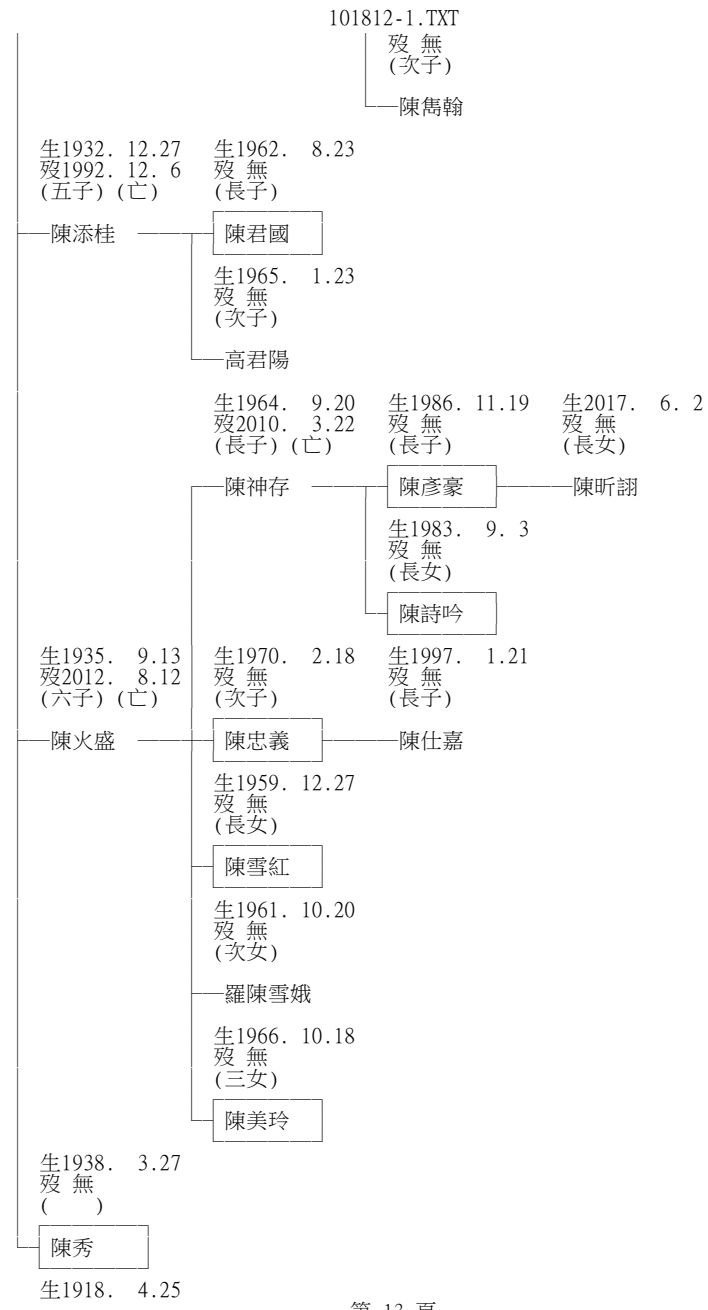 101812-1.TXT
歿 無
(次子)
陳雋翰
生1932. 12.27 生1962. 8.23
歿1992. 12. 6 歿 無
(五子)(亡) (長子)
陳添桂 陳君國
生1965. 1.23
歿 無
(次子)
高君陽
生1964. 9.20 生1986. 11.19 生2017. 6. 2
歿2010. 3.22 歿 無 歿 無
(長子)(亡) (長子) (長女)
陳神存 陳彥豪 陳昕詡
生1983. 9. 3
歿 無
(長女)
陳詩吟
生1935. 9.13 生1970. 2.18 生1997. 1.21
歿2012. 8.12 歿 無 歿 無
(六子)(亡) (次子) (長子)
陳火盛 陳忠義 陳仕嘉
生1959. 12.27
歿 無
(長女)
陳雪紅
生1961. 10.20
歿 無
(次女)
羅陳雪娥
生1966. 10.18
歿 無
(三女)
陳美玲
生1938. 3.27
歿 無
( )
陳秀
生1918. 4.25